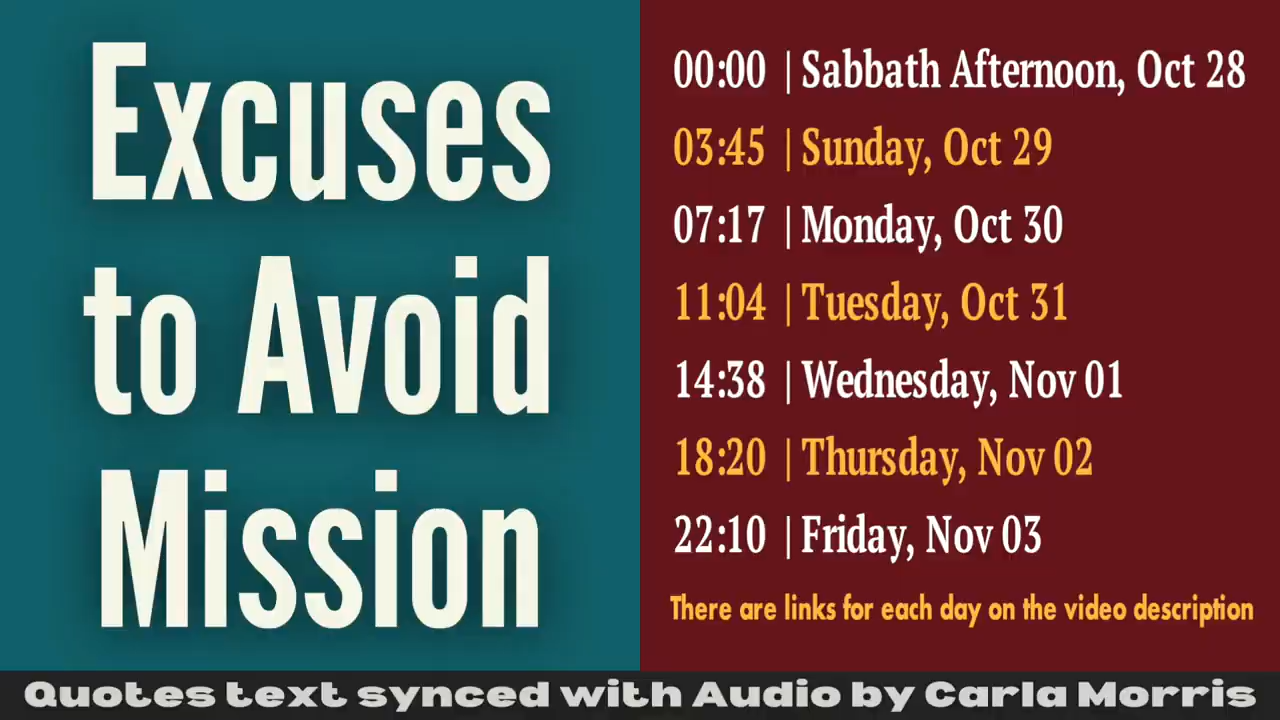 Excuses
to Avoid
Mission
00:00 | Sabbath Afternoon, Oct 28
03:45 | Sunday, Oct 29
07:17 | Monday, Oct 30
11:04 | Tuesday, Oct 31
14:38 | Wednesday, Nov 01
18:20 | Thursday, Nov 02
22:10 | Friday, Nov 03
There are links for each day on the video description
Quotes text synced with Audio by Carla Morris